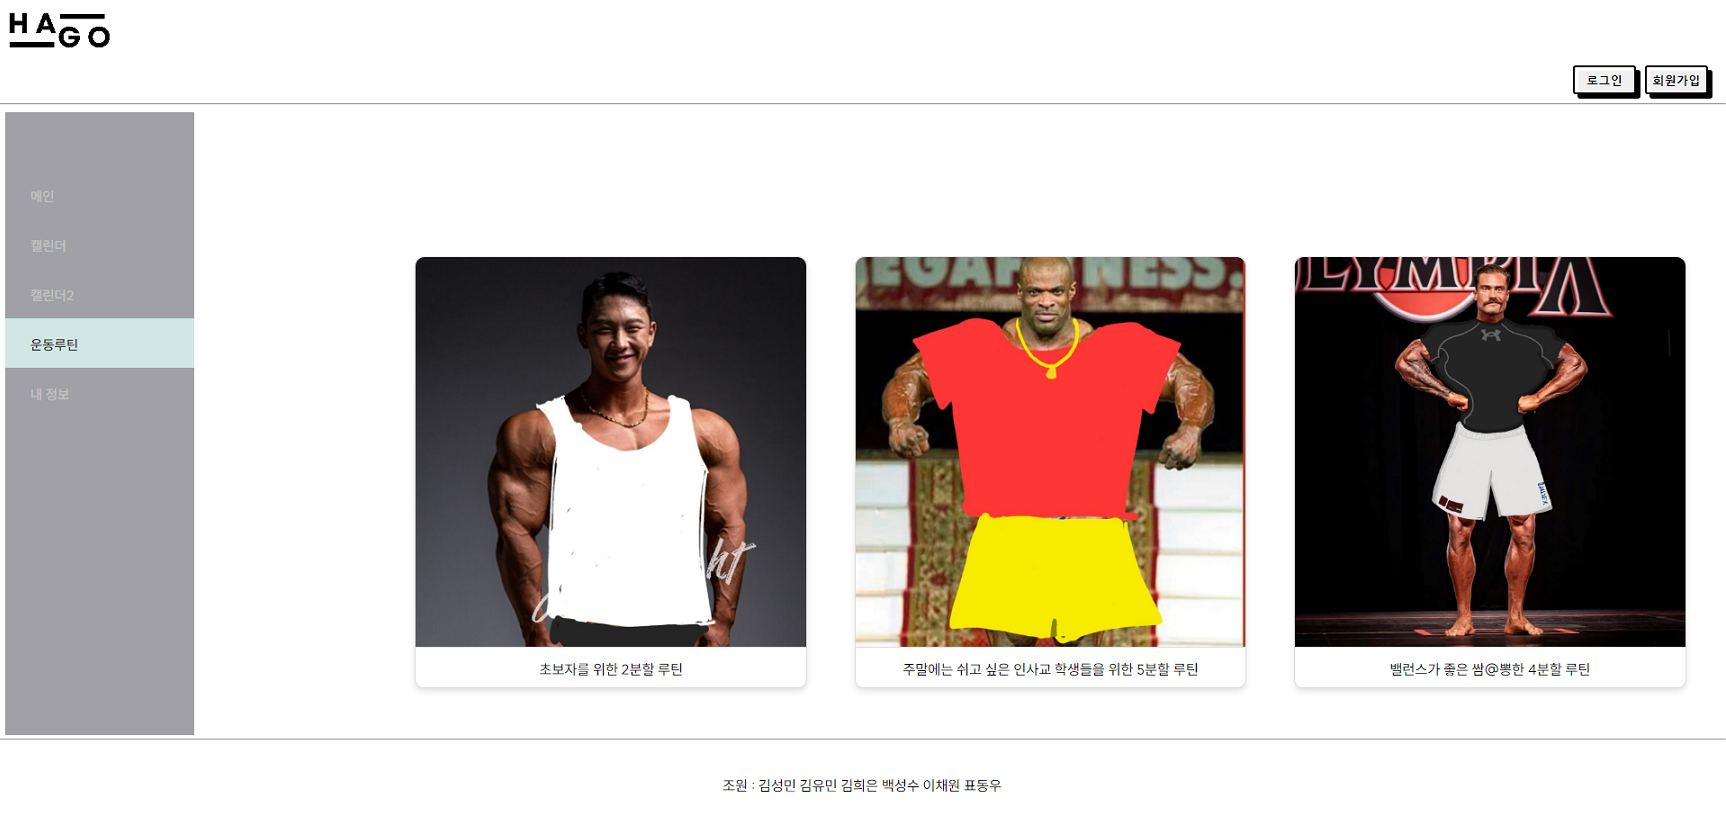 HAGO
로그인 회원가입
메인
캘린더
캘린더2
운동루틴
내 정보
EGAFITNESS.
OLYMPIA
ht
초보자를 위한 2분할 루틴
주말에는 쉬고 싶은 인사교 학생들을 위한 5분할 루틴
밸런스가 좋은 쌈@뽕한 4분할 루틴
조원 : 김성민 김유민 김희은 백성수 이채원 표동우